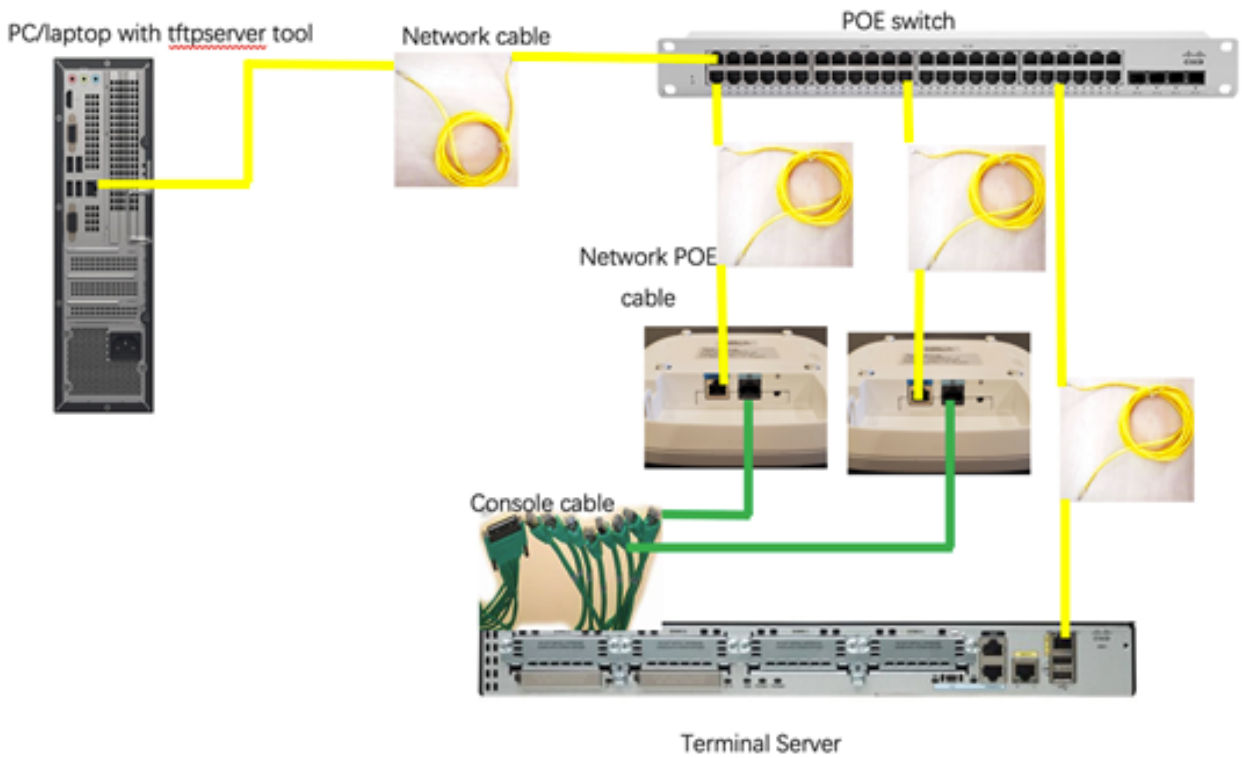 PC/laptop with tftpserver tool
Network cable
POE switch
Network POE
cable
Console cable
Terminal Server